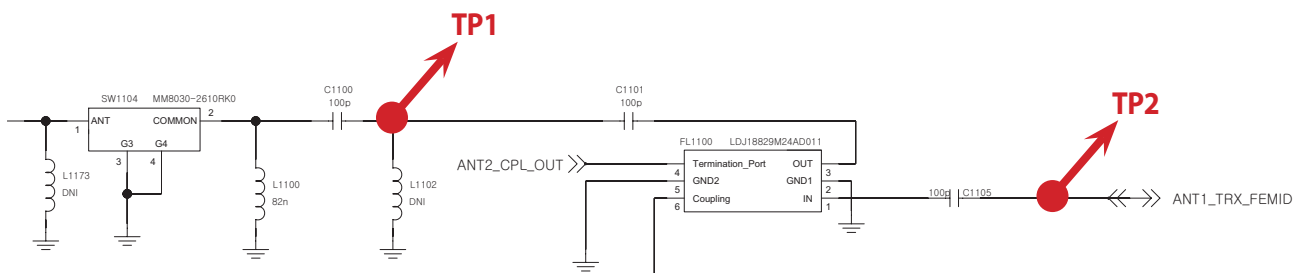 TP1
C1100
100p
C1101
100p
TP2
SW1104 MM8030-2610RK0
ANT COMMON
1 2
G3 G4
3 4
L1173
DNI
L1100
82n
L1102
DNI
FL1100 LDJ18829M24AD011
ANT2_CPL_OUT
Termination_Port OUT
4 3
GND2 GND1
5 2
Coupling IN
6 1
100p C1105
ANT1_TRX_FEMID